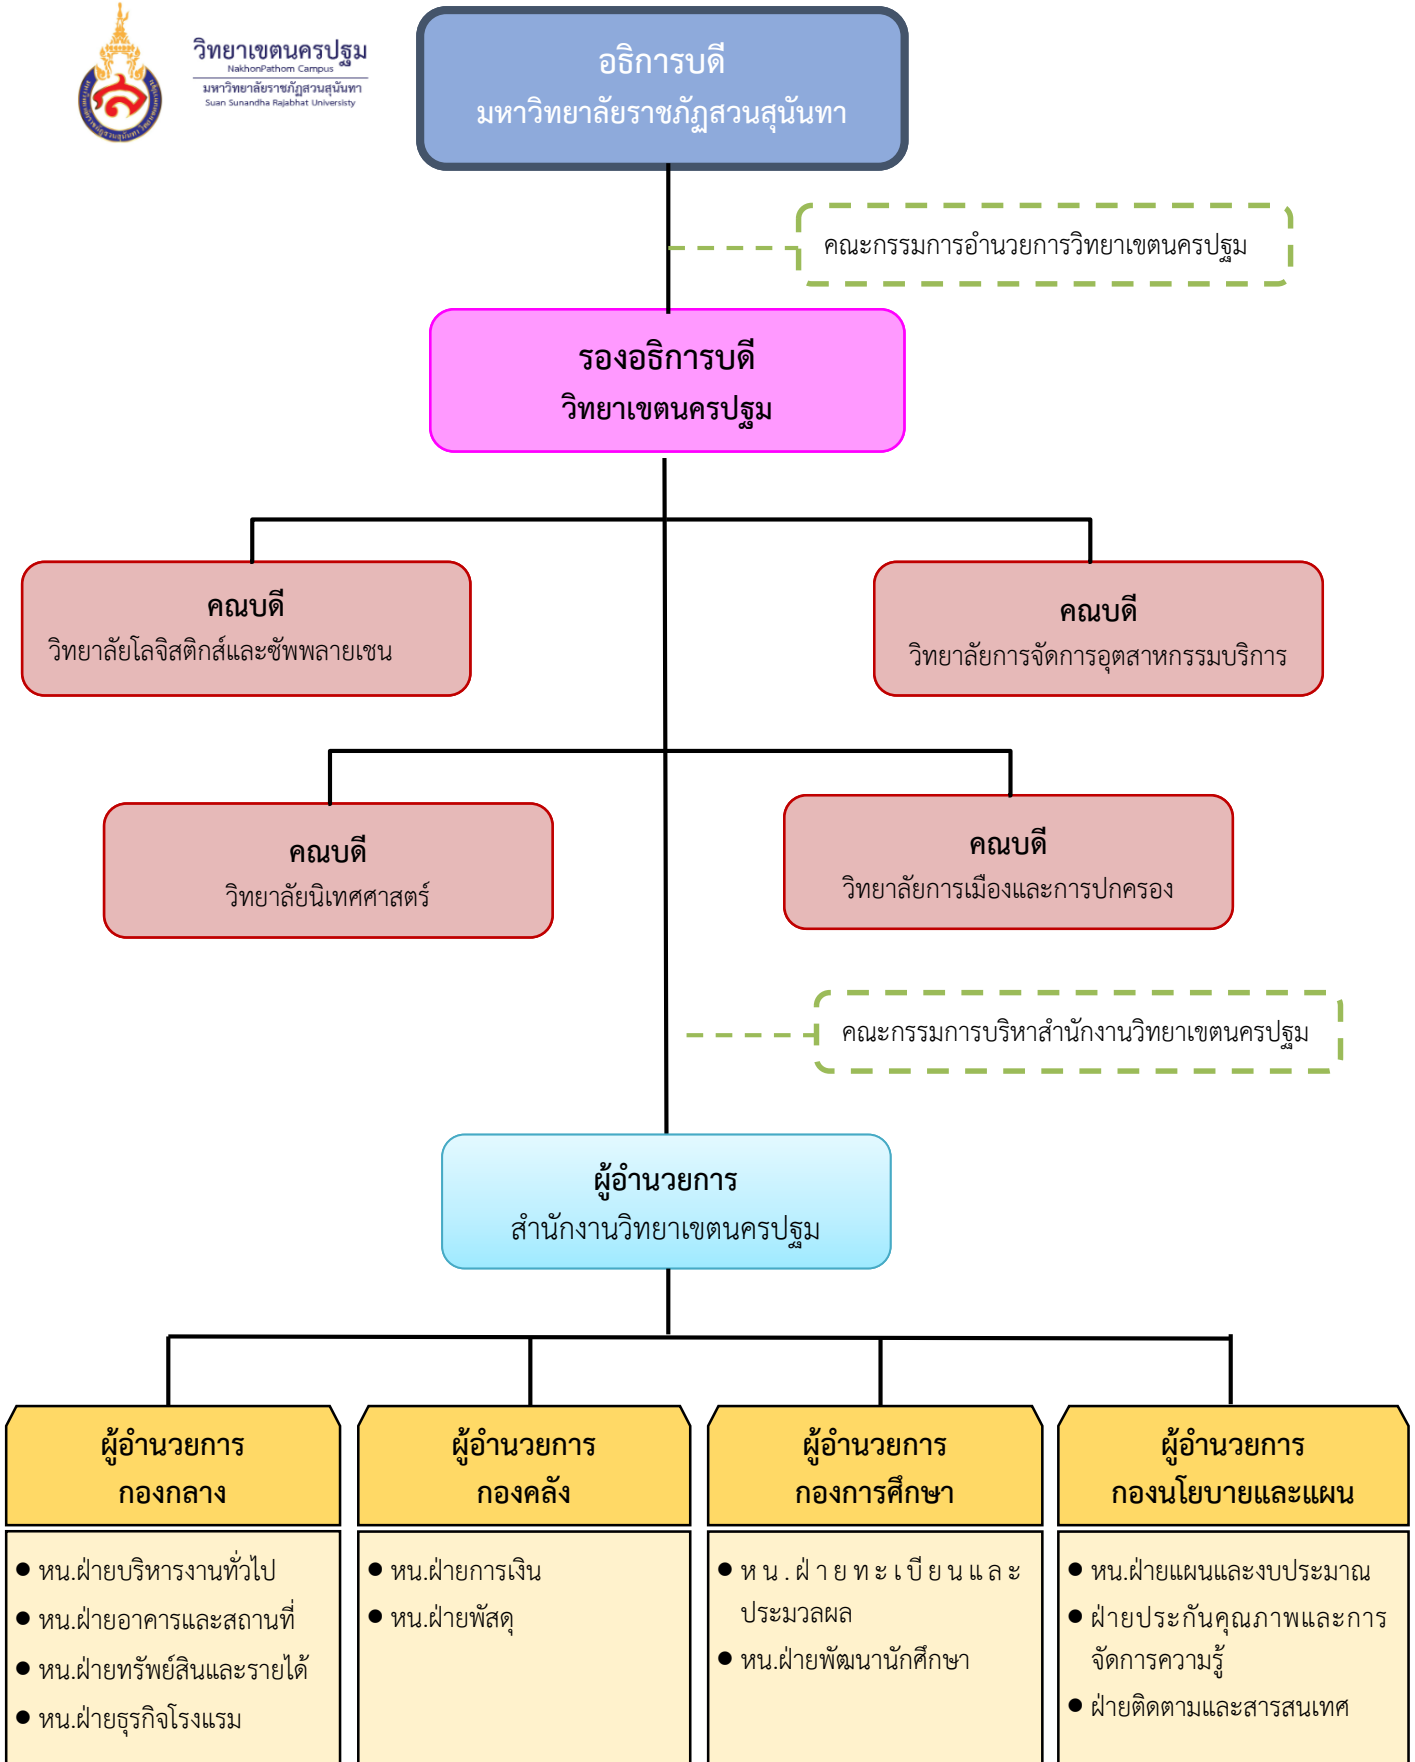 วิทยาเขตนครปฐม
NakhonPathom Campus
มหาวิทยาลัยราชภัฏสวนสุนันทา
Suan Sunandha Rajabhat Universisty
อธิการบดี
มหาวิทยาลัยราชภัฏสวนสุนันทา
คณะกรรมการอำนวยการวิทยาเขตนครปฐม
รองอธิการบดี
วิทยาเขตนครปฐม
คณบดี
วิทยาลัยโลจิสติกส์และซัพพลายเชน
คณบดี
วิทยาลัยการจัดการอุตสาหกรรมบริการ
คณบดี
วิทยาลัยนิเทศศาสตร์
คณบดี
วิทยาลัยการเมืองและการปกครอง
คณะกรรมการบริหาสำนักงานวิทยาเขตนครปฐม
ผู้อำนวยการ
สำนักงานวิทยาเขตนครปฐม
ผู้อำนวยการ
กองกลาง
● หน.ฝ่ายบริหารงานทั่วไป
● หน.ฝ่ายอาคารและสถานที่
● หน.ฝ่ายทรัพย์สินและรายได้
● หน.ฝ่ายธุรกิจโรงแรม
ผู้อำนวยการ
กองคลัง
● หน.ฝ่ายการเงิน
● หน.ฝ่ายพัสดุ
ผู้อำนวยการ
กองการศึกษา
● หน.ฝ่ายทะเบียนและ
ประมวลผล
● หน.ฝ่ายพัฒนานักศึกษา
ผู้อำนวยการ
กองนโยบายและแผน
● หน.ฝ่ายแผนและงบประมาณ
● ฝ่ายประกันคุณภาพและการ
จัดการความรู้
● ฝ่ายติดตามและสารสนเทศ